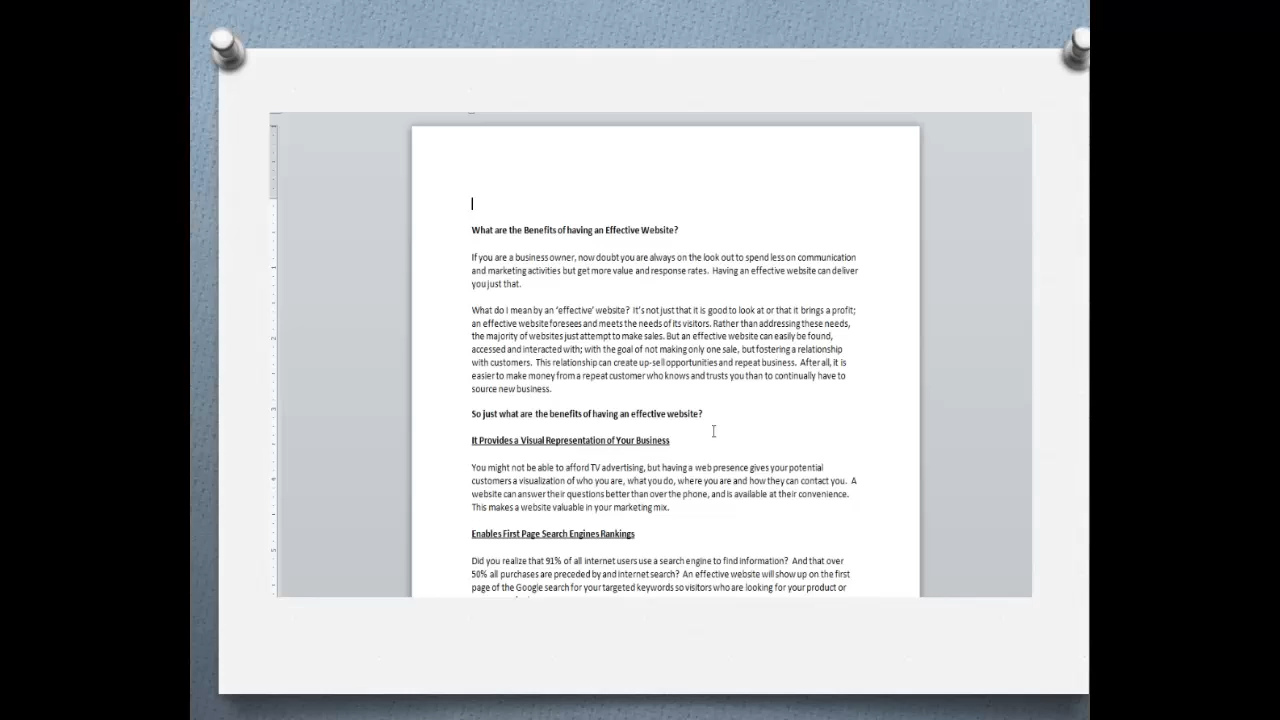 What are the Benefits of having an Effective Website?
If you are a business owner, now doubt you are always on the look out to spend less on communication
and marketing activities but get more value and response rates. Having an effective website can deliver
you just that.
What do I mean by an 'effective' website? It's not just that it is good to look at or that it brings a profit;
an effective website foresees and meets the needs of its visitors. Rather than addressing these needs,
the majority of websites just attempt to make sales. But an effective website can easily be found,
accessed and interacted with; with the goal of not making only one sale, but fostering a relationship
with customers. This relationship can create up-sell opportunities and repeat business. After all, it is
easier to make money from a repeat customer who knows and trusts you than to continually have to
source new business.
So just what are the benefits of having an effective website?
It Provides a Visual Representation of Your Business
You might not be able to afford TV advertising, but having a web presence gives your potential
customers a visualization of who you are, what you do, where you are and how they can contact you. A
website can answer their questions better than over the phone, and is available at their convenience.
This makes a website valuable in your marketing mix.
Enables First Page Search Engines Rankings
Did you realize that 91% of all internet users use a search engine to find information? And that over
50% all purchases are preceded by and internet search? An effective website will show up on the first
page of the Google search for your targeted keywords so visitors who are looking for your product or